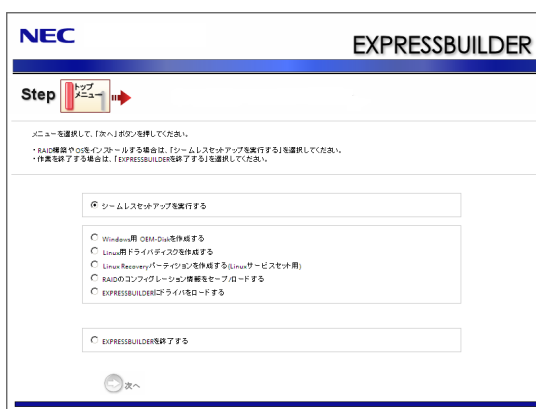 NEC
EXPRESSBUILDER
Step トップ
メニュー
メニューを選択して、「次へ」ボタンを押してください。
・RAID構築やOSをインストールする場合は、「シームレスセットアップを実行する」を選択してください。
・作業を終了する場合は、「EXPRESSBUILDERを終了する」を選択してください。
シームレスセットアップを実行する
Windows用 OEM-Diskを作成する
Linux用ドライバディスクを作成する
Linux Recoveryパーティションを作成する(Linuxサービスセット用)
RAIDのコンフィグレーション情報をセーブ/ロードする
EXPRESSBUILDERにドライバをロードする
EXPRESSBUILDERを終了する
次へ